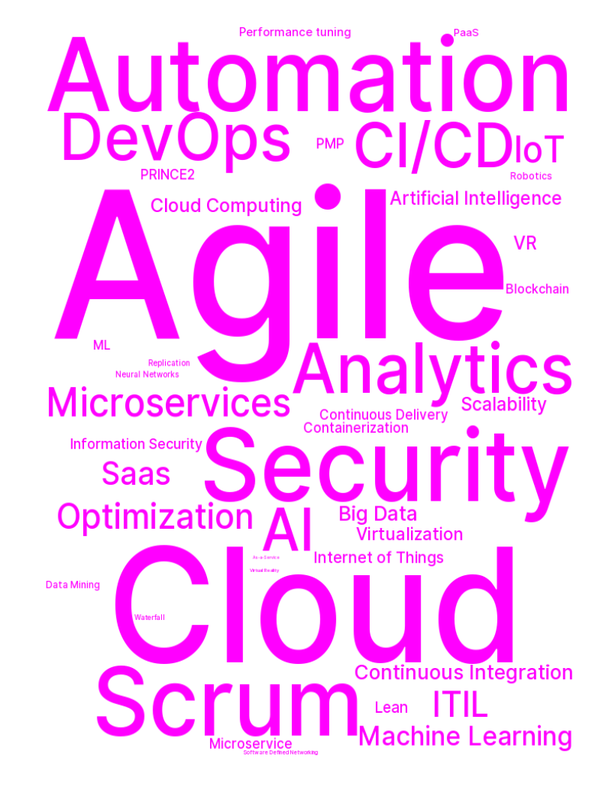 Performance tuning
PaaS
Automation
DevOps
PMP
CI/CD
IoT
PRINCE2
Robotics
Cloud Computing
Artificial Intelligence
Agile
VR
Blockchain
ML
Replication
Neural Networks
Analytics
Microservices
Scalability
Continuous Delivery
Containerization
Information Security
Security
Saas
Optimization
AI
Big Data
Virtualization
Internet of Things
Virtual Reality
Data Mining
Cloud
Waterfall
Continuous Integration
Scrum
Lean
ITIL
Machine Learning
Microservice
Software Defined Networking